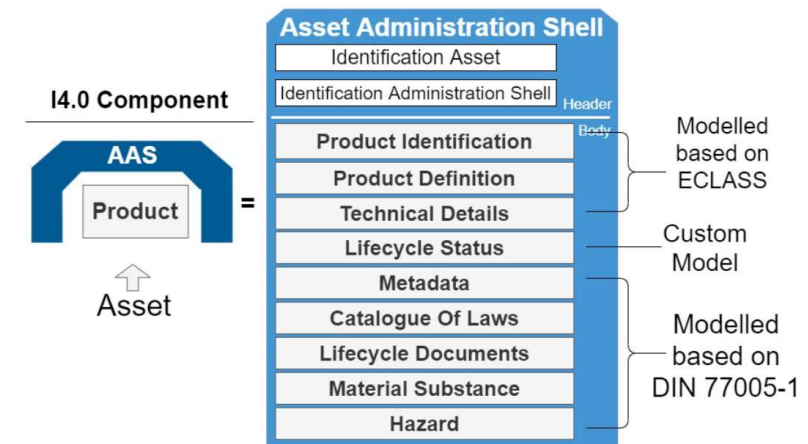 I4.0 Component
AAS
Product
Asset
=
Asset Administration Shell
Identification Asset
Identification Administration Shell
Header
Body
Product Identification
Product Definition
Technical Details
Lifecycle Status
Metadata
Catalogue Of Laws
Lifecycle Documents
Material Substance
Hazard
Modelled
based on
ECLASS
Custom
Model
Modelled
based on
DIN 77005-1